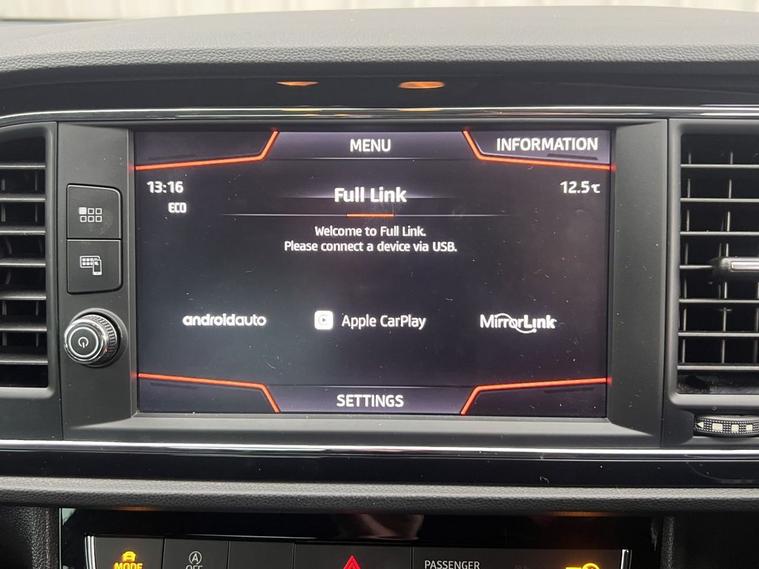 MENU
INFORMATION
13:16
Full Link
12.5°C
ECO
Welcome to Full Link.
Please connect a device via USB.
androidauto
Apple CarPlay
MirrorLink
SETTINGS
MODE
A
OFF
PASSENGER